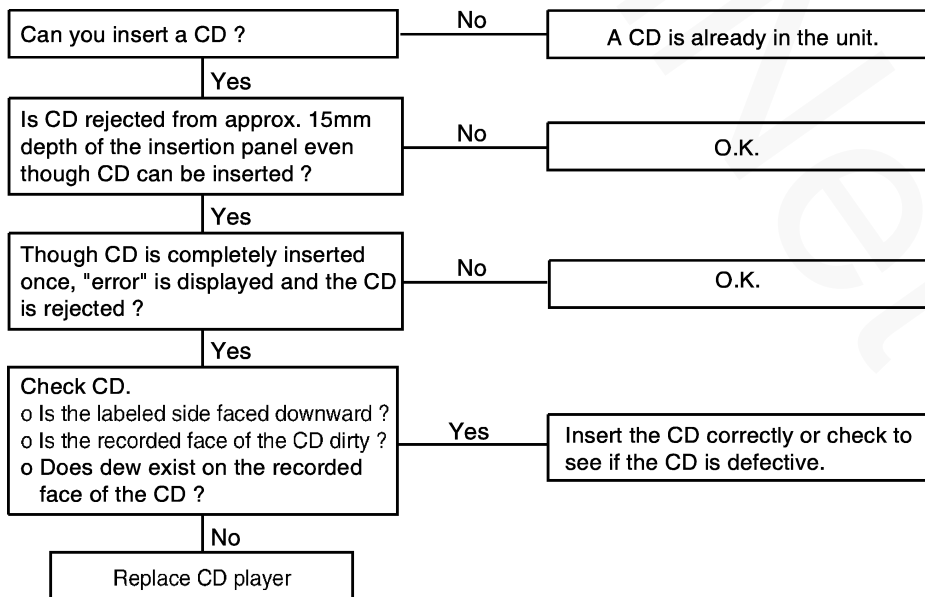 Can you insert a CD ?
No
A CD is already in the unit.
Yes
Is CD rejected from approx. 15mm
depth of the insertion panel even
though CD can be inserted ?
No
O.K.
Yes
Though CD is completely inserted
once, "error" is displayed and the CD
is rejected ?
No
O.K.
Yes
Check CD.
o Is the labeled side faced downward ?
o Is the recorded face of the CD dirty ?
o Does dew exist on the recorded
face of the CD ?
Yes
Insert the CD correctly or check to
see if the CD is defective.
No
Replace CD player